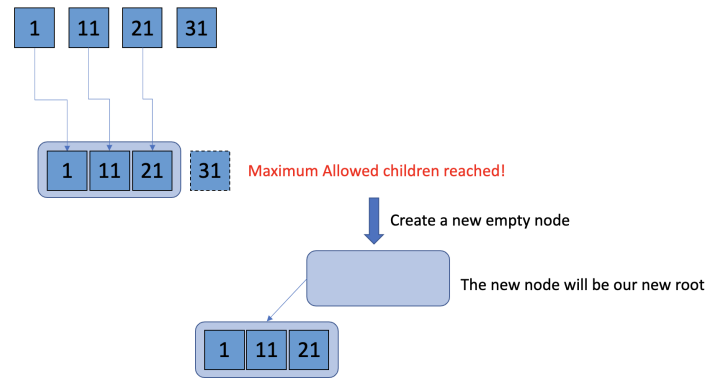 1 11 21 31
1 11 21 31 Maximum Allowed children reached!
Create a new empty node
The new node will be our new root
1 11 21